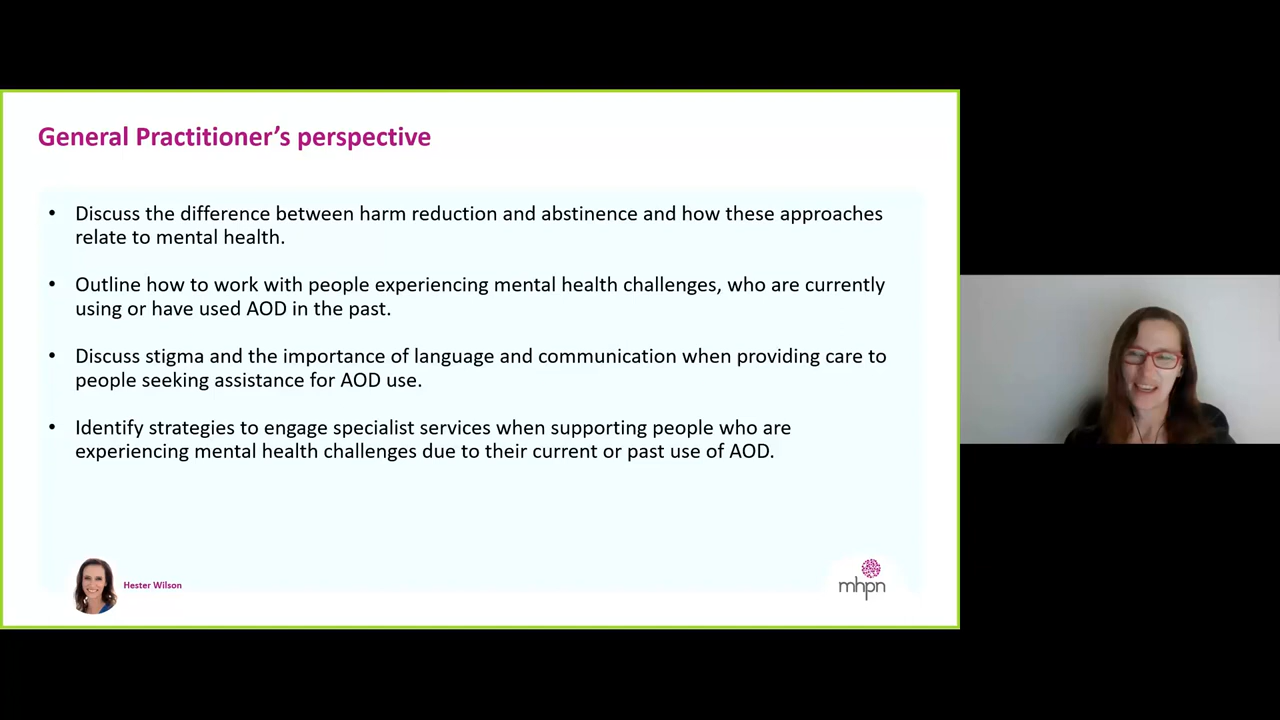 General Practitioner’s perspective
• Discuss the difference between harm reduction and abstinence and how these approaches
relate to mental health.
• Outline how to work with people experiencing mental health challenges, who are currently
using or have used AOD in the past.
• Discuss stigma and the importance of language and communication when providing care to
people seeking assistance for AOD use.
• Identify strategies to engage specialist services when supporting people who are
experiencing mental health challenges due to their current or past use of AOD.
Hester Wilson
mhpn